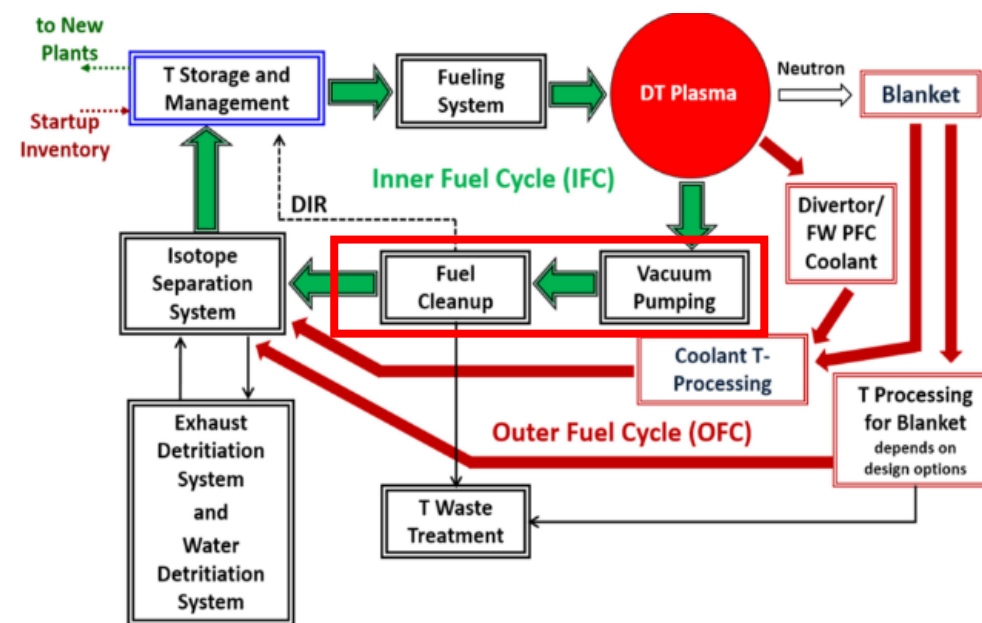 to New
Plants
T Storage and
Management
Startup
Inventory
Fueling
System
DT Plasma
Neutron
Blanket
Inner Fuel Cycle (IFC)
DIR
Divertor/
FW PFC
Coolant
Isotope
Separation
System
Fuel
Cleanup
Vacuum
Pumping
Coolant T-
Processing
T Processing
for Blanket
depends on
design options
Outer Fuel Cycle (OFC)
Exhaust
Detritiation
System
and
Water
Detritiation
System
T Waste
Treatment